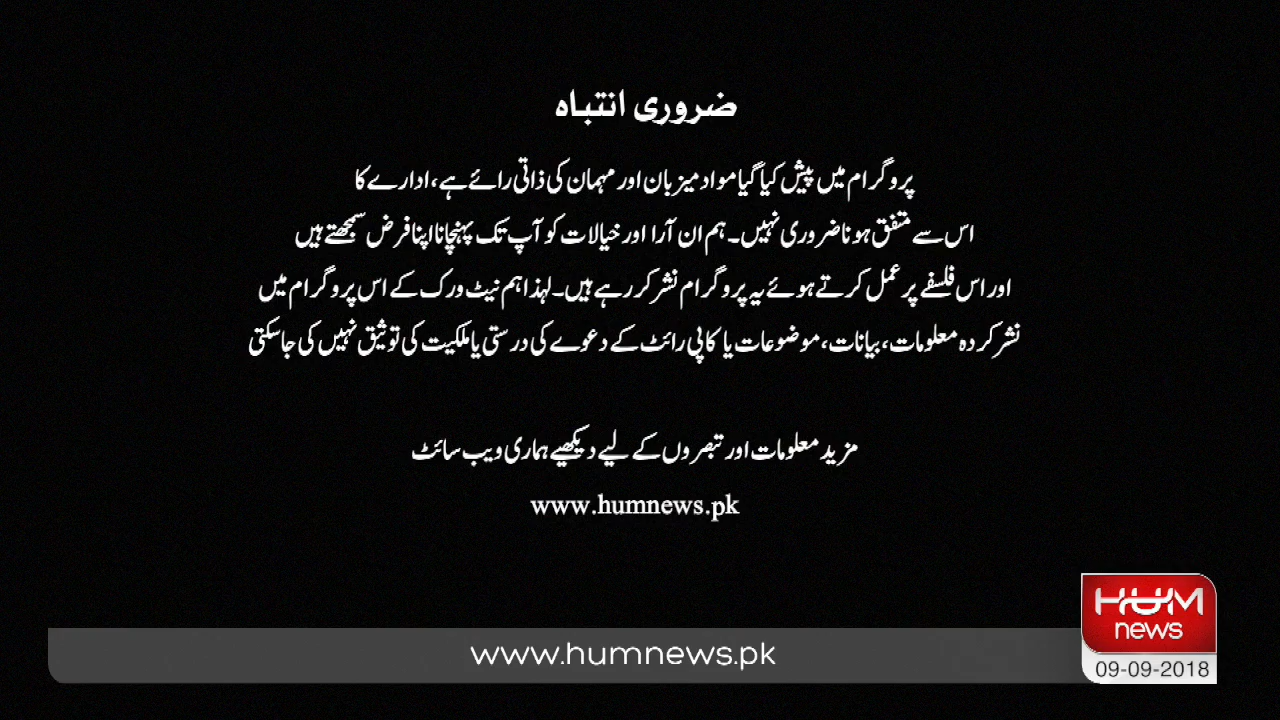 ضروری انتباہ
پروگرام میں پیش کیا گیا مواد میزبان اور مہمان کی ذاتی رائے ہے، ادارے کا
اس سے متفق ہونا ضروری نہیں۔ ہم ان آرا اور خیالات کو آپ تک پہنچانا اپنا فرض سمجھتے ہیں
اور اس فلسفے پر عمل کرتے ہوئے یہ پروگرام نشر کر رہے ہیں۔ لہذا ہم نیٹ ورک کے اس پروگرام میں
نشر کردہ معلومات، بیانات، موضوعات یا کاپی رائٹ کے دعوے کی درستی یا ملکیت کی توثیق نہیں کی جا سکتی
مزید معلومات اور تبصروں کے لیے دیکھیے ہماری ویب سائٹ
www.humnews.pk
HUM
news
www.humnews.pk
09-09-2018